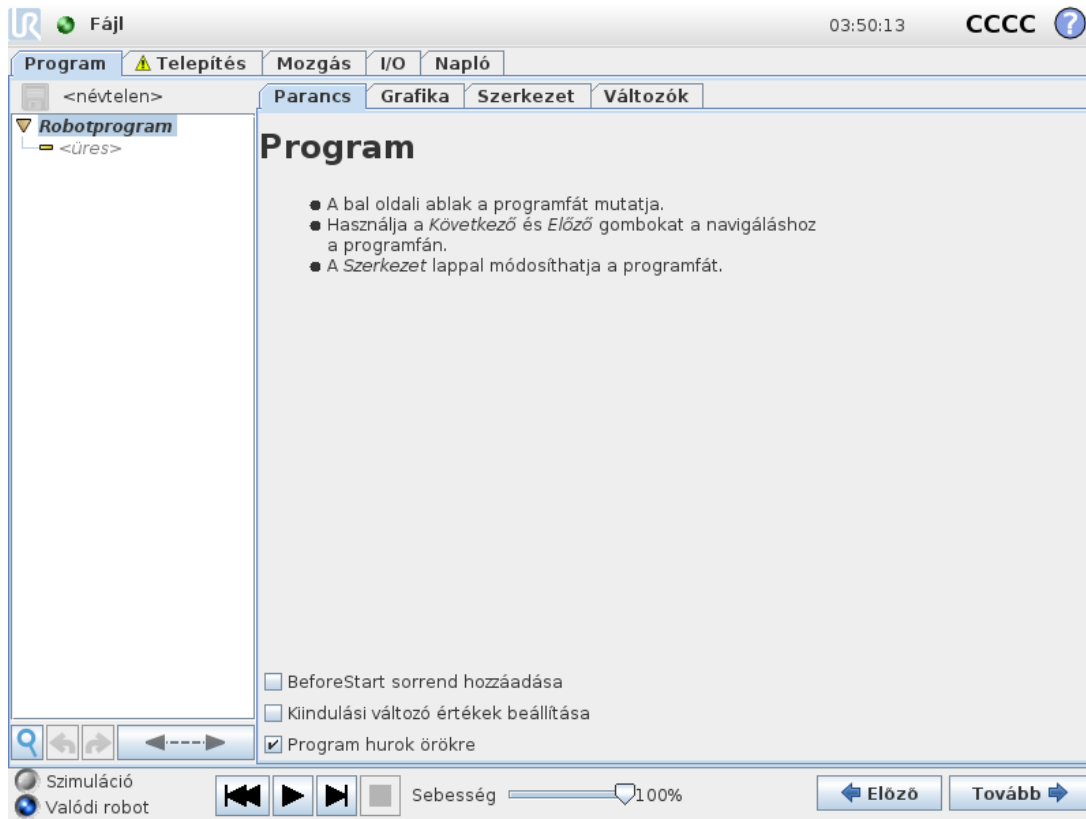 UR Fájl 03:50:13 CCCC ?
Program Telepítés Mozgás I/O Napló
<névtelen> Parancs Grafika Szerkezet Változók
Robotprogram
<üres>
Program
A bal oldali ablak a programfát mutatja.
Használja a Következő és Előző gombokat a navigáláshoz
a programfán.
A Szerkezet lappal módosíthatja a programfát.
BeforeStart sorrend hozzáadása
Kiindulási változó értékek beállítása
Program hurok örökre
Szimuláció
Valódi robot
Sebesség 100% Előző Tovább